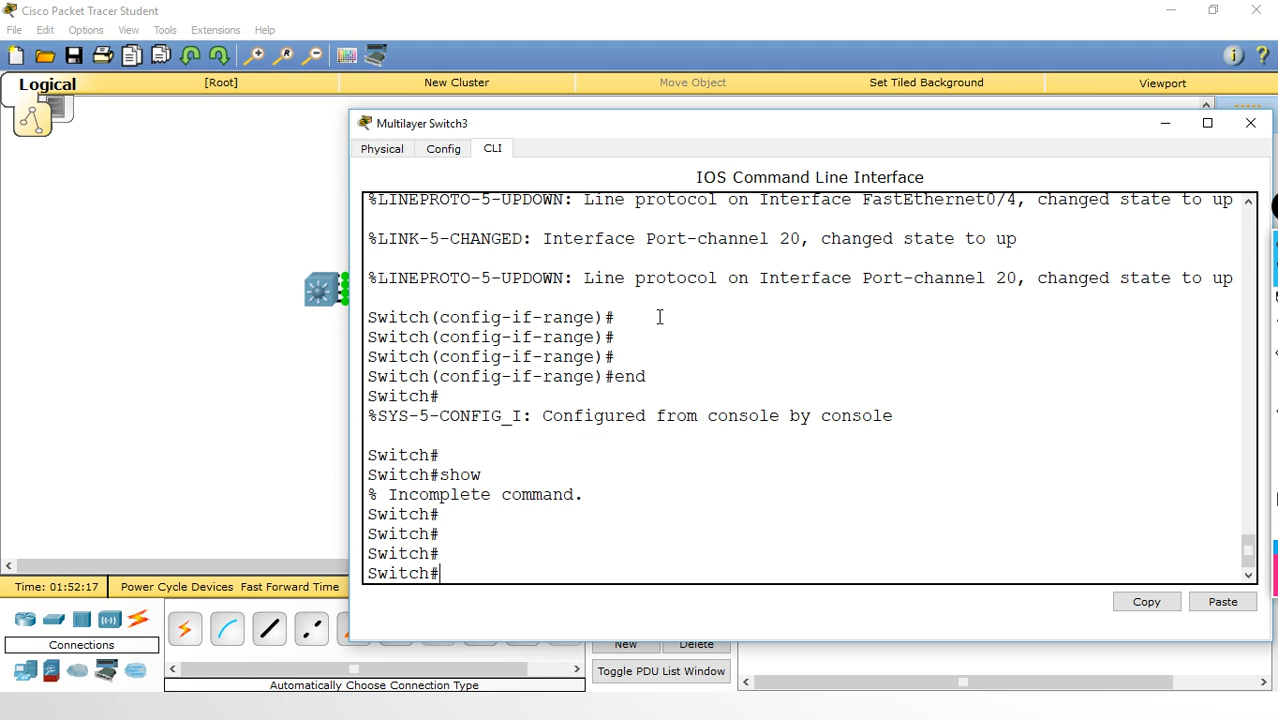 Cisco Packet Tracer Student
File Edit Options View Tools Extensions Help
Logical [Root] New Cluster Move Object Set Tiled Background Viewport
Multilayer Switch3
Physical Config CLI
IOS Command Line Interface
%LINEPROTO-5-UPDOWN: Line protocol on Interface FastEthernet0/4, changed state to up
%LINK-5-CHANGED: Interface Port-channel 20, changed state to up
%LINEPROTO-5-UPDOWN: Line protocol on Interface Port-channel 20, changed state to up
Switch(config-if-range)#
Switch(config-if-range)#
Switch(config-if-range)#
Switch(config-if-range)#end
Switch#
%SYS-5-CONFIG_I: Configured from console by console
Switch#
Switch#show
% Incomplete command.
Switch#
Switch#
Switch#
Switch#
Copy Paste
Time: 01:52:17 Power Cycle Devices Fast Forward Time
Connections
New Delete
Toggle PDU List Window
Automatically Choose Connection Type